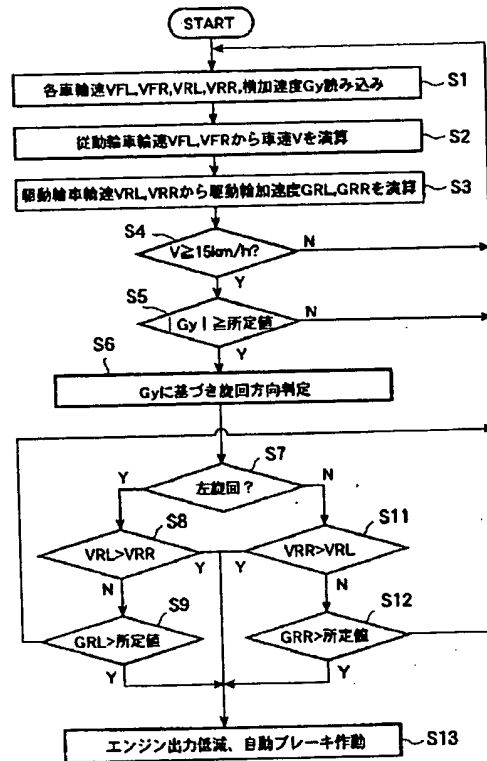 START
各車輪速VFL,VFR,VRL,VRR,横加速度Gy読み込み
S1
従動輪車輪速VFL,VFRから車速Vを演算
S2
駆動輪車輪速VRL,VRRから駆動輪加速度GRL,GRRを演算
S3
S4
V≧15km/h?
N
Y
S5
|Gy|≧所定値
N
Y
S6
Gyに基づき旋回方向判定
S7
Y
左旋回?
N
S8
VRL>VRR
Y
N
S11
VRR>VRL
Y
N
S9
GRL>所定値
Y
S12
GRR>所定値
Y
エンジン出力低減、自動ブレーキ作動
S13